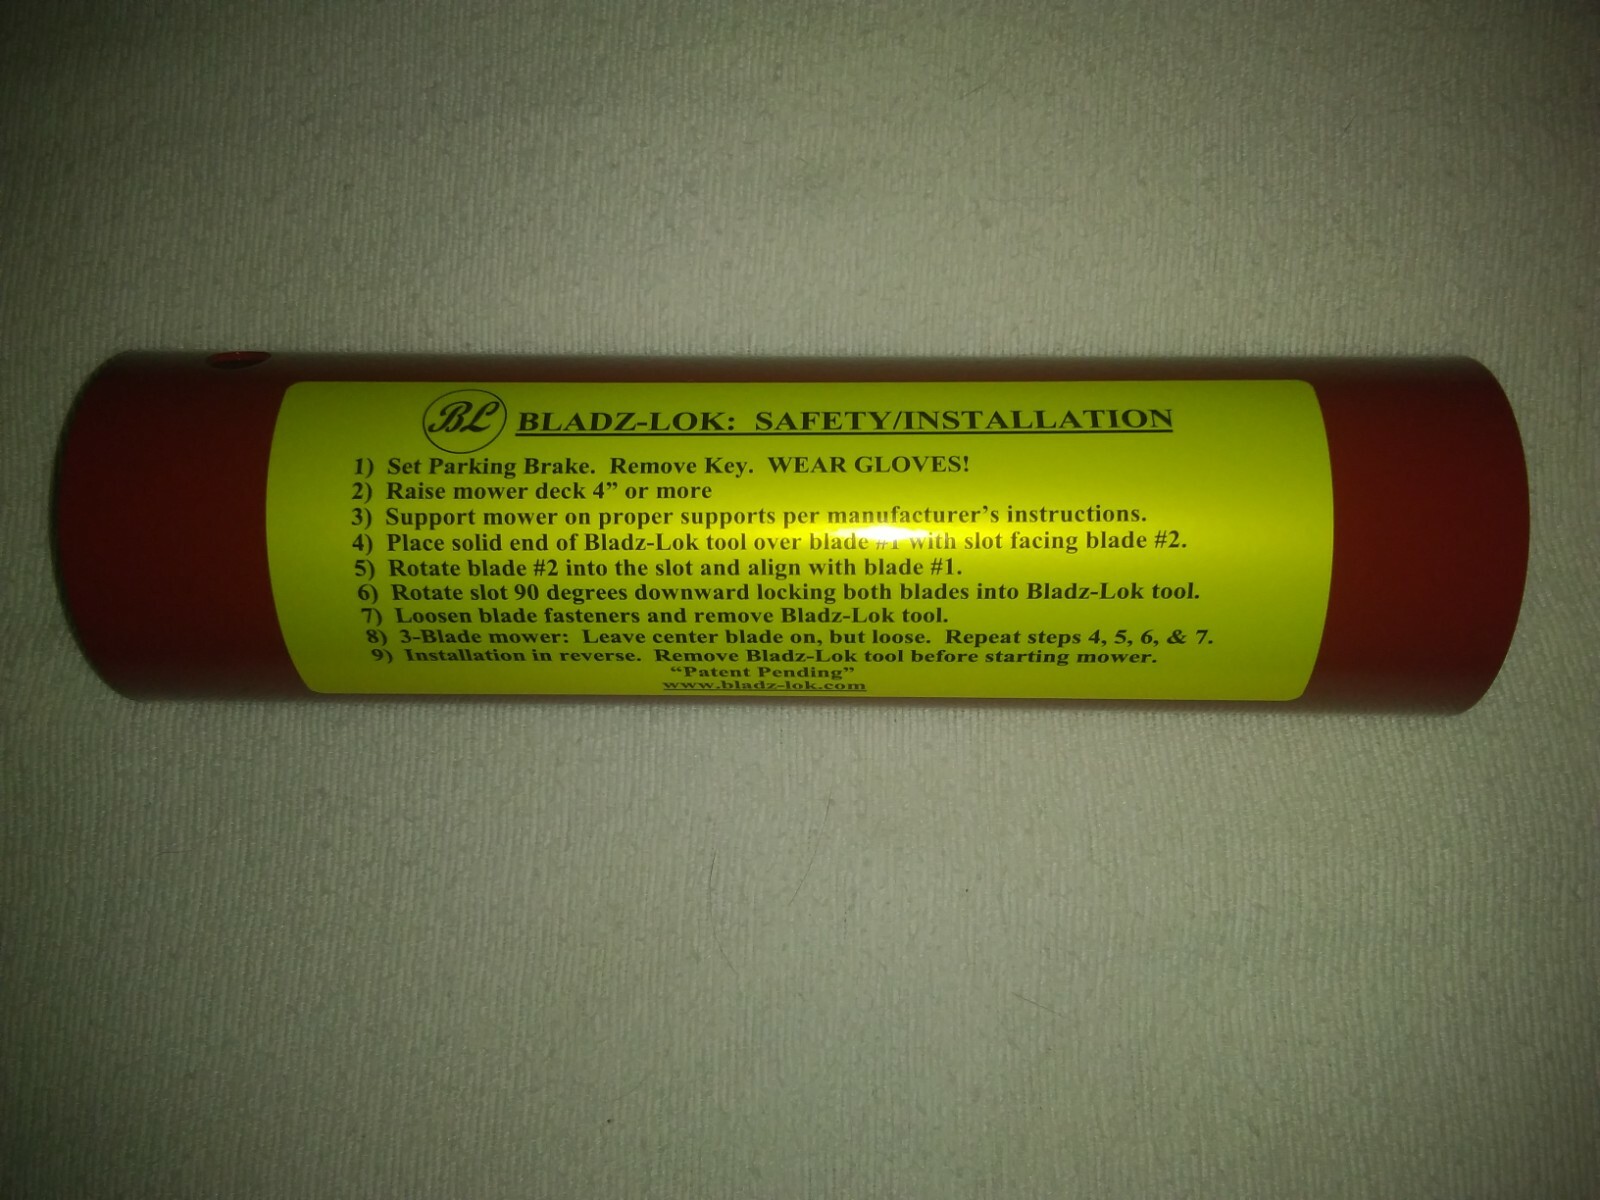 BL BLADZ-LOK: SAFETY/INSTALLATION
1) Set Parking Brake. Remove Key. WEAR GLOVES!
2) Raise mower deck 4” or more
3) Support mower on proper supports per manufacturer’s instructions.
4) Place solid end of Bladz-Lok tool over blade #1 with slot facing blade #2.
5) Rotate blade #2 into the slot and align with blade #1.
6) Rotate slot 90 degrees downward locking both blades into Bladz-Lok tool.
7) Loosen blade fasteners and remove Bladz-Lok tool.
8) 3-Blade mower: Leave center blade on, but loose. Repeat steps 4, 5, 6, & 7.
9) Installation in reverse. Remove Bladz-Lok tool before starting mower.
“Patent Pending”
www.bladz-lok.com